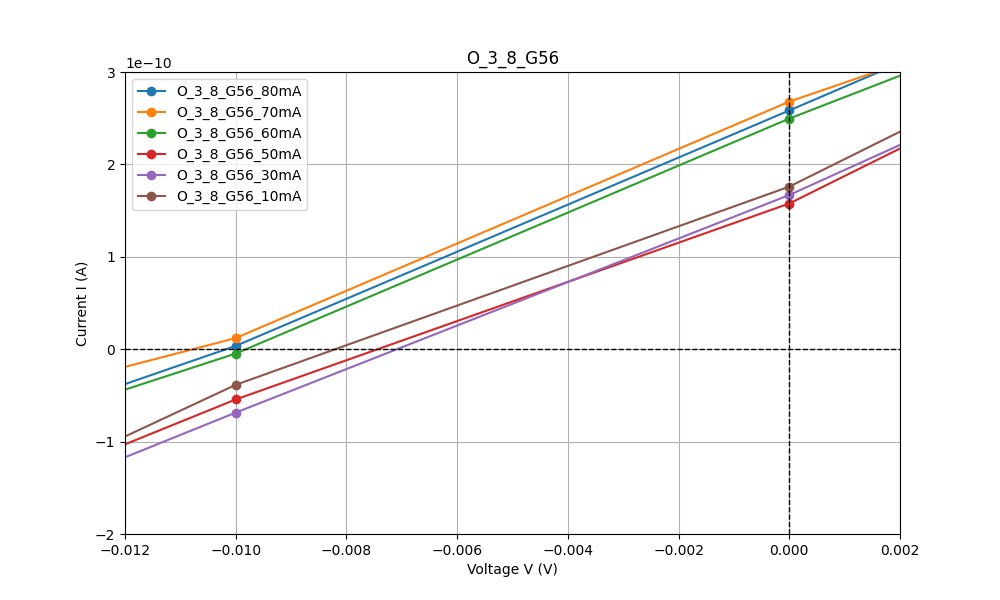 O_3_8_G56
1e−10
3
2
1
0
−1
−2
Current I (A)
O_3_8_G56_80mA
O_3_8_G56_70mA
O_3_8_G56_60mA
O_3_8_G56_50mA
O_3_8_G56_30mA
O_3_8_G56_10mA
−0.012 −0.010 −0.008 −0.006 −0.004 −0.002 0.000 0.002
Voltage V (V)